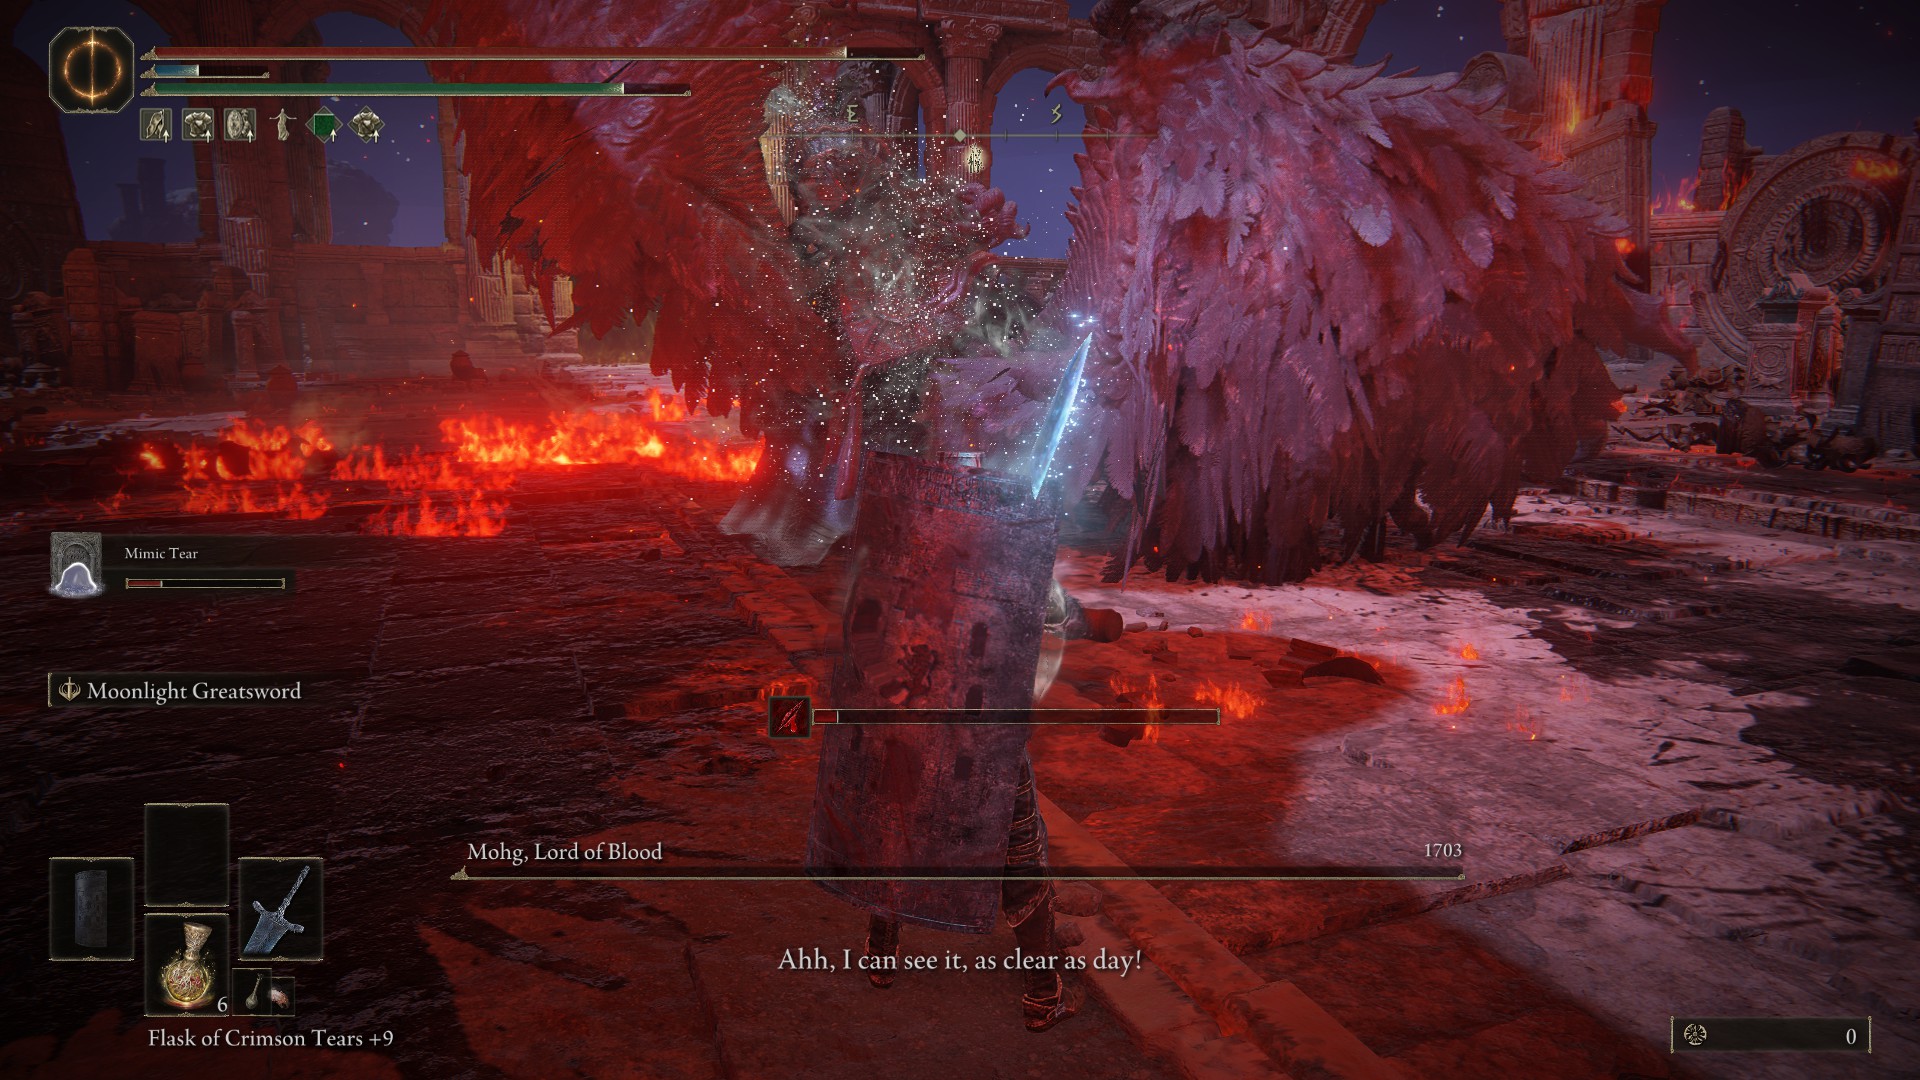 E
S
Mimic Tear
Moonlight Greatsword
Mohg, Lord of Blood
1703
Ahh, I can see it, as clear as day!
6
Flask of Crimson Tears +9
0